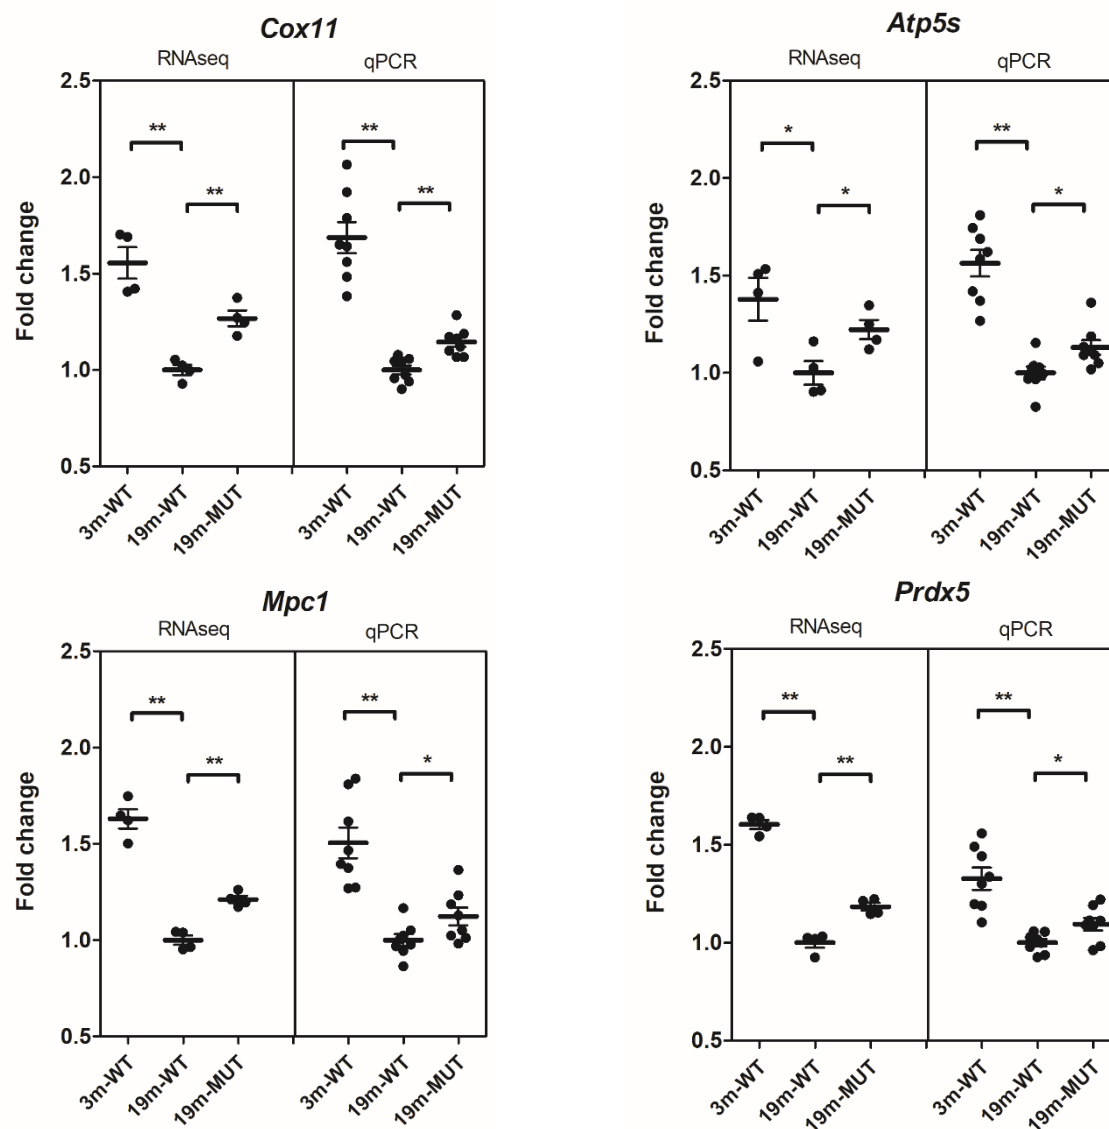 Cox11
RNAseq qPCR
Fold change
2.5
2.0
1.5
1.0
0.5
** ** ** **
3m-WT 19m-WT 19m-MUT 3m-WT 19m-WT 19m-MUT
Atp5s
RNAseq qPCR
Fold change
2.5
2.0
1.5
1.0
0.5
* * ** *
3m-WT 19m-WT 19m-MUT 3m-WT 19m-WT 19m-MUT
Mpc1
RNAseq qPCR
Fold change
2.5
2.0
1.5
1.0
0.5
** ** ** *
3m-WT 19m-WT 19m-MUT 3m-WT 19m-WT 19m-MUT
Prdx5
RNAseq qPCR
Fold change
2.5
2.0
1.5
1.0
0.5
** ** ** *
3m-WT 19m-WT 19m-MUT 3m-WT 19m-WT 19m-MUT